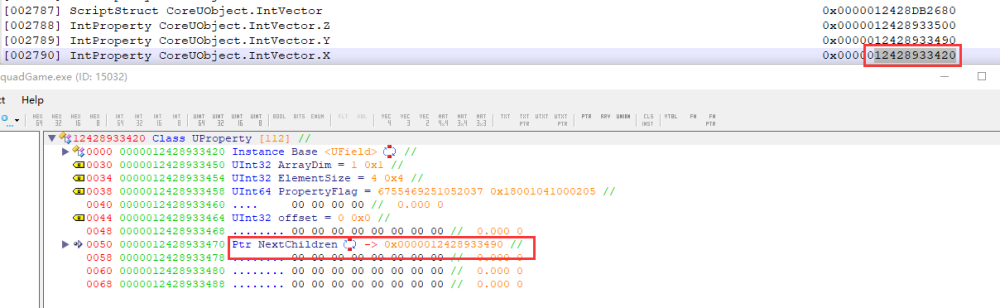 [002787] ScriptStruct CoreUObject.IntVector 0x0000012428DB2680
[002788] IntProperty CoreUObject.IntVector.Z 0x0000012428933500
[002789] IntProperty CoreUObject.IntVector.Y 0x0000012428933490
[002790] IntProperty CoreUObject.IntVector.X 0x0000012428933420
quadGame.exe (ID: 15032)
ct Help
HEX 64 HEX 32 HEX 16 HEX 8 INT 64 INT 32 INT 16 INT 8 UINT 64 UINT 32 UINT 16 UINT 8 DBL BITS ENUM FLT VEC 4 VEC 3 VEC 2 TXT TXT PTR UTXT UTXT PTR PTR RRY UNION CLS INST VTBL FN FN PTR
12428933420 Class UProperty [112] //
0000 0000012428933420 Instance Base <UField> //
0030 0000012428933450 UInt32 ArrayDim = 1 0x1 //
0034 0000012428933454 UInt32 ElementSize = 4 0x4 //
0038 0000012428933458 UInt64 PropertyFlag = 6755469251052037 0x18001041000205 //
0040 0000012428933460 .... 00 00 00 00 // 0.000 0
0044 0000012428933464 UInt32 offset = 0 0x0 //
0048 0000012428933468 ........ 00 00 00 00 00 00 00 00 // 0.000 0
0050 0000012428933470 Ptr NextChildren -> 0x0000012428933490 //
0058 0000012428933478 ........ 00 00 00 00 00 00 00 00 // 0.000 0
0060 0000012428933480 ........ 00 00 00 00 00 00 00 00 // 0.000 0
0068 0000012428933488 ........ 00 00 00 00 00 00 00 00 // 0.000 0